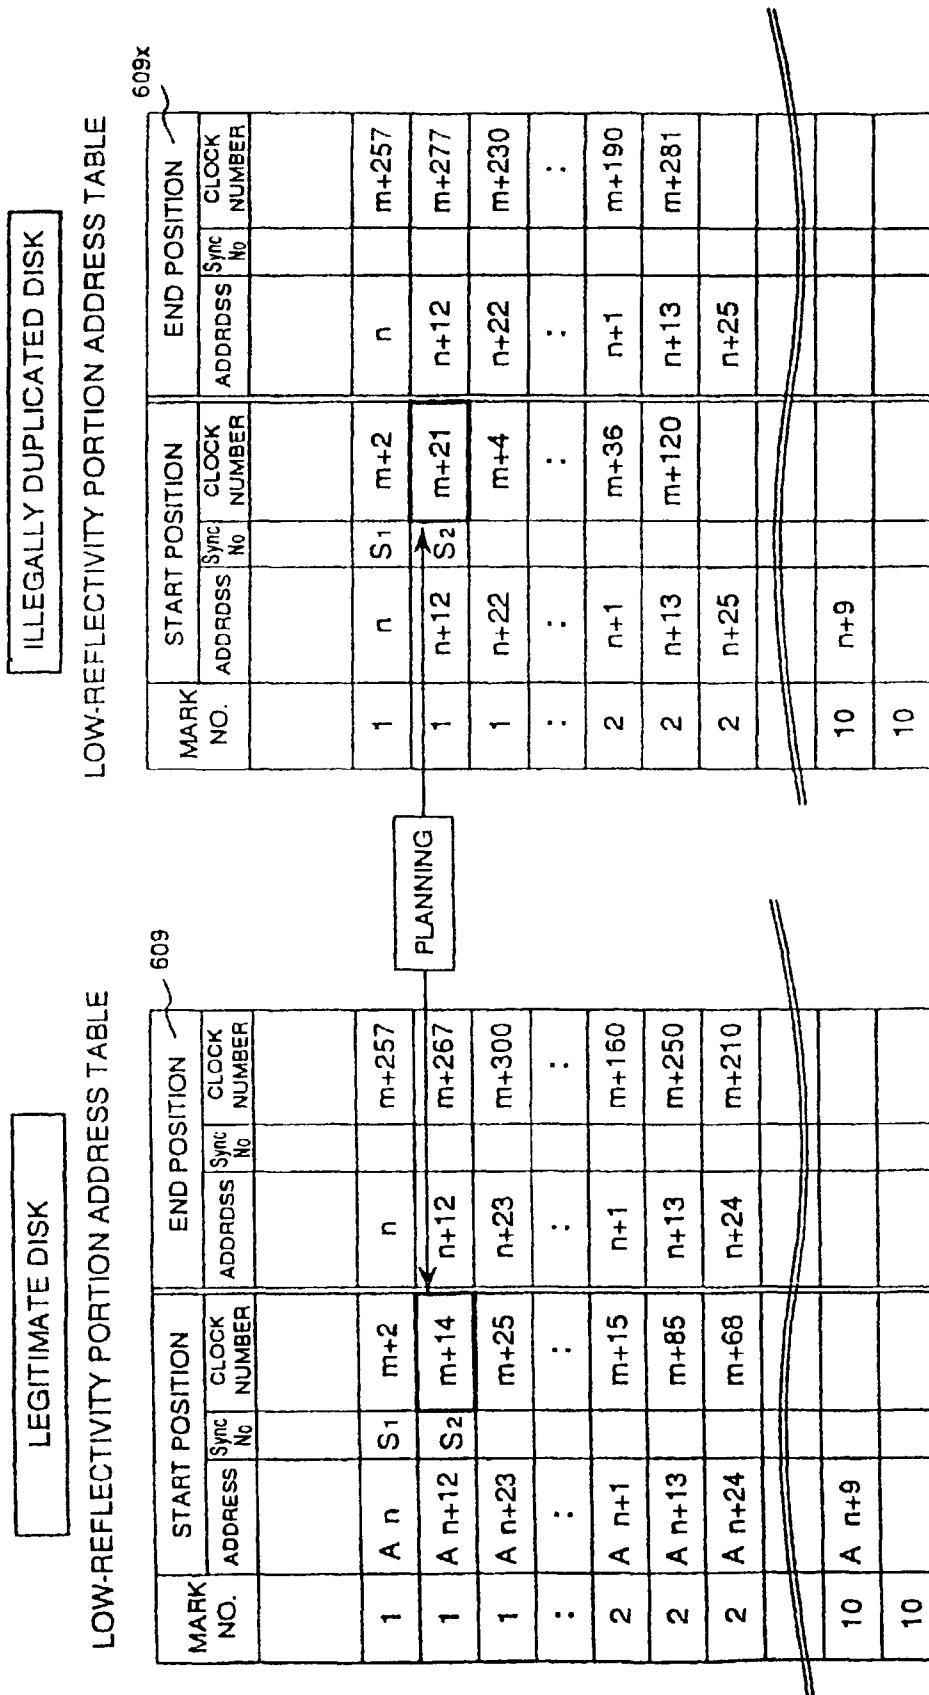 LEGITIMATE DISK
LOW-REFLECTIVITY PORTION ADDRESS TABLE
609
MARK NO. START POSITION END POSITION
ADDRESS Sync No CLOCK NUMBER ADDRDSS Sync No CLOCK NUMBER
1 A n S1 m+2 n m+257
1 A n+12 S2 m+14 n+12 m+267
1 A n+23 m+25 n+23 m+300
: : : :
2 A n+1 m+15 n+1 m+160
2 A n+13 m+85 n+13 m+250
2 A n+24 m+68 n+24 m+210
10 A n+9
10
PLANNING
ILLEGALLY DUPLICATED DISK
LOW-REFLECTIVITY PORTION ADDRESS TABLE
609x
MARK NO. START POSITION END POSITION
ADDRDSS Sync No CLOCK NUMBER ADDRDSS Sync No CLOCK NUMBER
1 n S1 m+2 n m+257
1 n+12 S2 m+21 n+12 m+277
1 n+22 m+4 n+22 m+230
: : : : :
2 n+1 m+36 n+1 m+190
2 n+13 m+120 n+13 m+281
2 n+25 n+25
10 n+9
10